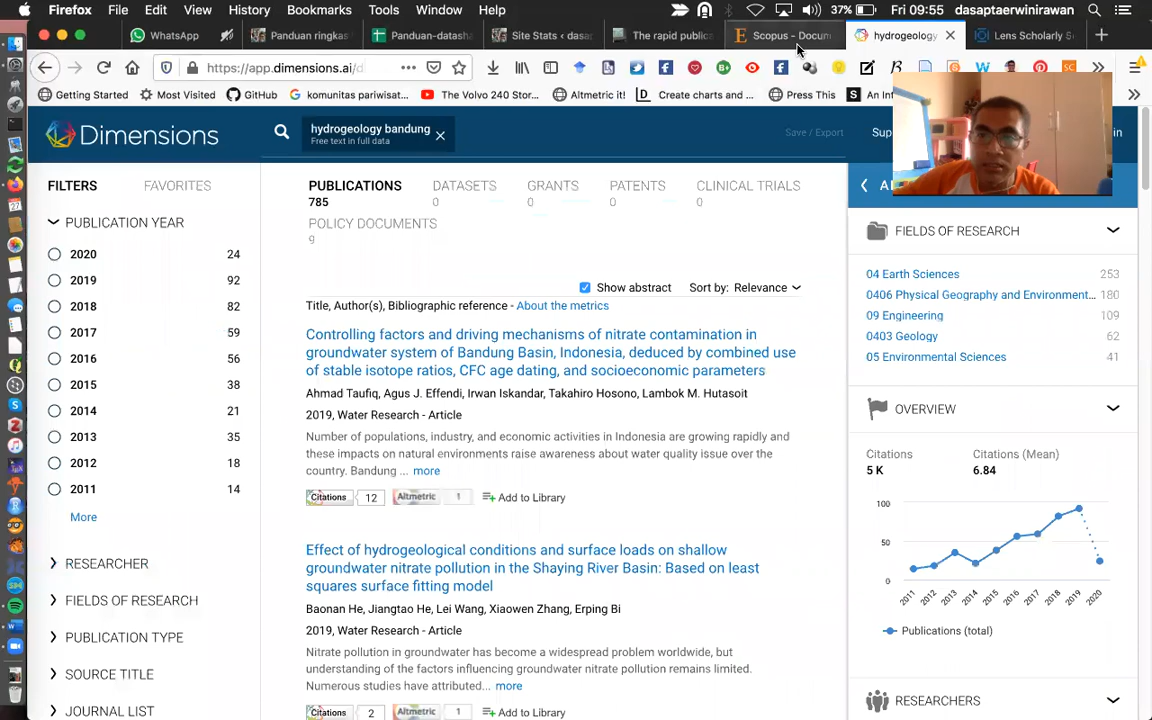 Firefox File Edit View History Bookmarks Tools Window Help 37% Fri 09:55 dasaptaerwinirawan
WhatsApp Panduan ringkas Panduan-datash Site Stats ‹ dasa The rapid publica Scopus - Docum hydrogeology Lens Scholarly S
https://app.dimensions.ai/d
Getting Started Most Visited GitHub komunitas pariwisat… The Volvo 240 Stor… Altmetric it! Create charts and … Press This An Int
Dimensions
hydrogeology bandung
Free text in full data
Save / Export
Sup
in
FILTERS FAVORITES
PUBLICATION YEAR
2020 24
2019 92
2018 82
2017 59
2016 56
2015 38
2014 21
2013 35
2012 18
2011 14
More
RESEARCHER
FIELDS OF RESEARCH
PUBLICATION TYPE
SOURCE TITLE
JOURNAL LIST
PUBLICATIONS DATASETS GRANTS PATENTS CLINICAL TRIALS
785 0 0 0 0
POLICY DOCUMENTS
Show abstract Sort by: Relevance
Title, Author(s), Bibliographic reference - About the metrics
Controlling factors and driving mechanisms of nitrate contamination in
groundwater system of Bandung Basin, Indonesia, deduced by combined use
of stable isotope ratios, CFC age dating, and socioeconomic parameters
Ahmad Taufiq, Agus J. Effendi, Irwan Iskandar, Takahiro Hosono, Lambok M. Hutasoit
2019, Water Research - Article
Number of populations, industry, and economic activities in Indonesia are growing rapidly and
these impacts on natural environments raise awareness about water quality issue over the
country. Bandung ... more
Citations 12 Altmetric 1 Add to Library
Effect of hydrogeological conditions and surface loads on shallow
groundwater nitrate pollution in the Shaying River Basin: Based on least
squares surface fitting model
Baonan He, Jiangtao He, Lei Wang, Xiaowen Zhang, Erping Bi
2019, Water Research - Article
Nitrate pollution in groundwater has become a widespread problem worldwide, but
understanding of the factors influencing groundwater nitrate pollution remains limited.
Numerous studies have attributed... more
Citations 2 Altmetric 1 Add to Library
FIELDS OF RESEARCH
04 Earth Sciences 253
0406 Physical Geography and Environment... 180
09 Engineering 109
0403 Geology 62
05 Environmental Sciences 41
OVERVIEW
Citations Citations (Mean)
5 K 6.84
100
50
0
2011 2012 2013 2014 2015 2016 2017 2018 2019 2020
Publications (total)
RESEARCHERS